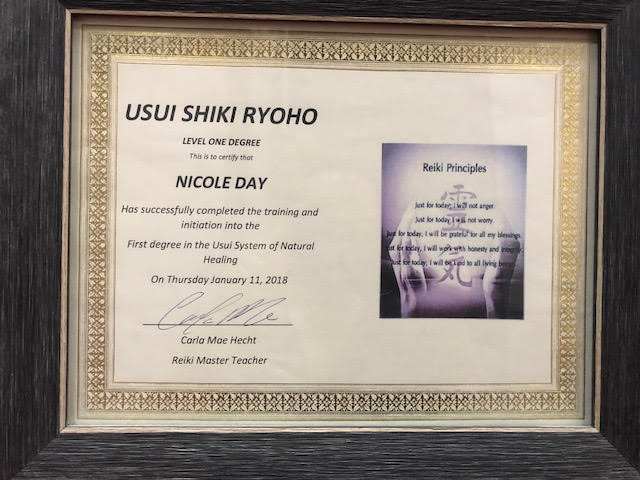 USUI SHIKI RYOHO
LEVEL ONE DEGREE
This is to certify that
NICOLE DAY
Has successfully completed the training and
initiation into the
First degree in the Usui System of Natural
Healing
On Thursday January 11, 2018
Carla Mae
Carla Mae Hecht
Reiki Master Teacher
Reiki Principles
霊気
Just for today, I will not anger.
Just for today I will not worry.
Just for today, I will be grateful for all my blessings.
Just for today, I will work with honesty and integrity.
Just for today, I will be kind to all living